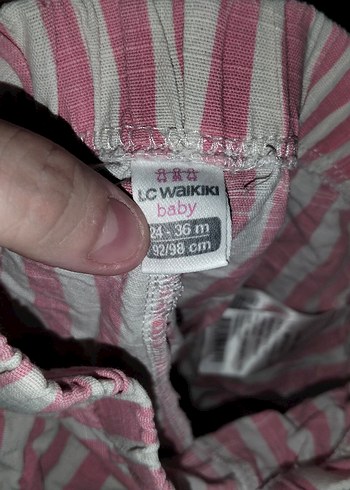 LC WAIKIKI
baby
24 - 36 m
92/98 cm